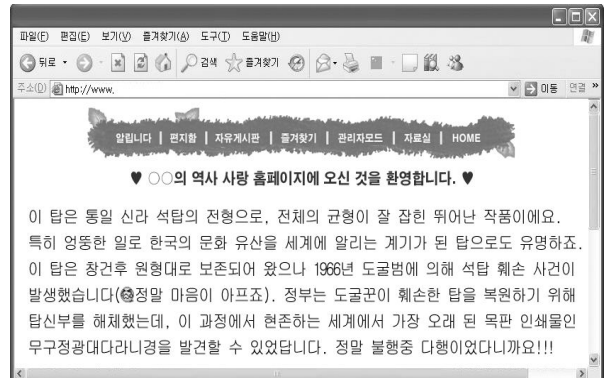 파일(F) 편집(E) 보기(V) 즐겨찾기(A) 도구(T) 도움말(H)
뒤로 검색 즐겨찾기
주소(D) http://www, 이동 연결 »
알립니다 | 편지함 | 자유게시판 | 즐겨찾기 | 관리자모드 | 자료실 | HOME
♥ ○○의 역사 사랑 홈페이지에 오신 것을 환영합니다. ♥
이 탑은 통일 신라 석탑의 전형으로, 전체의 균형이 잘 잡힌 뛰어난 작품이에요.
특히 엉뚱한 일로 한국의 문화 유산을 세계에 알리는 계기가 된 탑으로도 유명하죠.
이 탑은 창건후 원형대로 보존되어 왔으나 1966년 도굴범에 의해 석탑 훼손 사건이
발생했습니다(정말 마음이 아프죠). 정부는 도굴꾼이 훼손한 탑을 복원하기 위해
탑신부를 해체했는데, 이 과정에서 현존하는 세계에서 가장 오래 된 목판 인쇄물인
무구정광대다라니경을 발견할 수 있었답니다. 정말 불행중 다행이었다니까요!!!